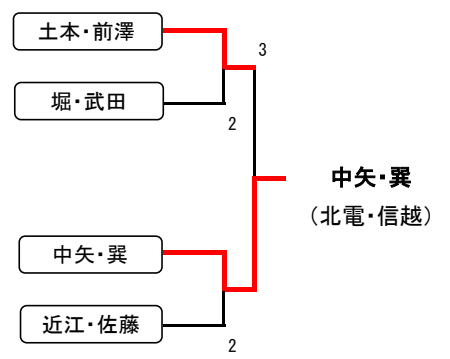 土本・前澤
3
堀・武田
2
中矢・巽
（北電・信越）
中矢・巽
近江・佐藤
2